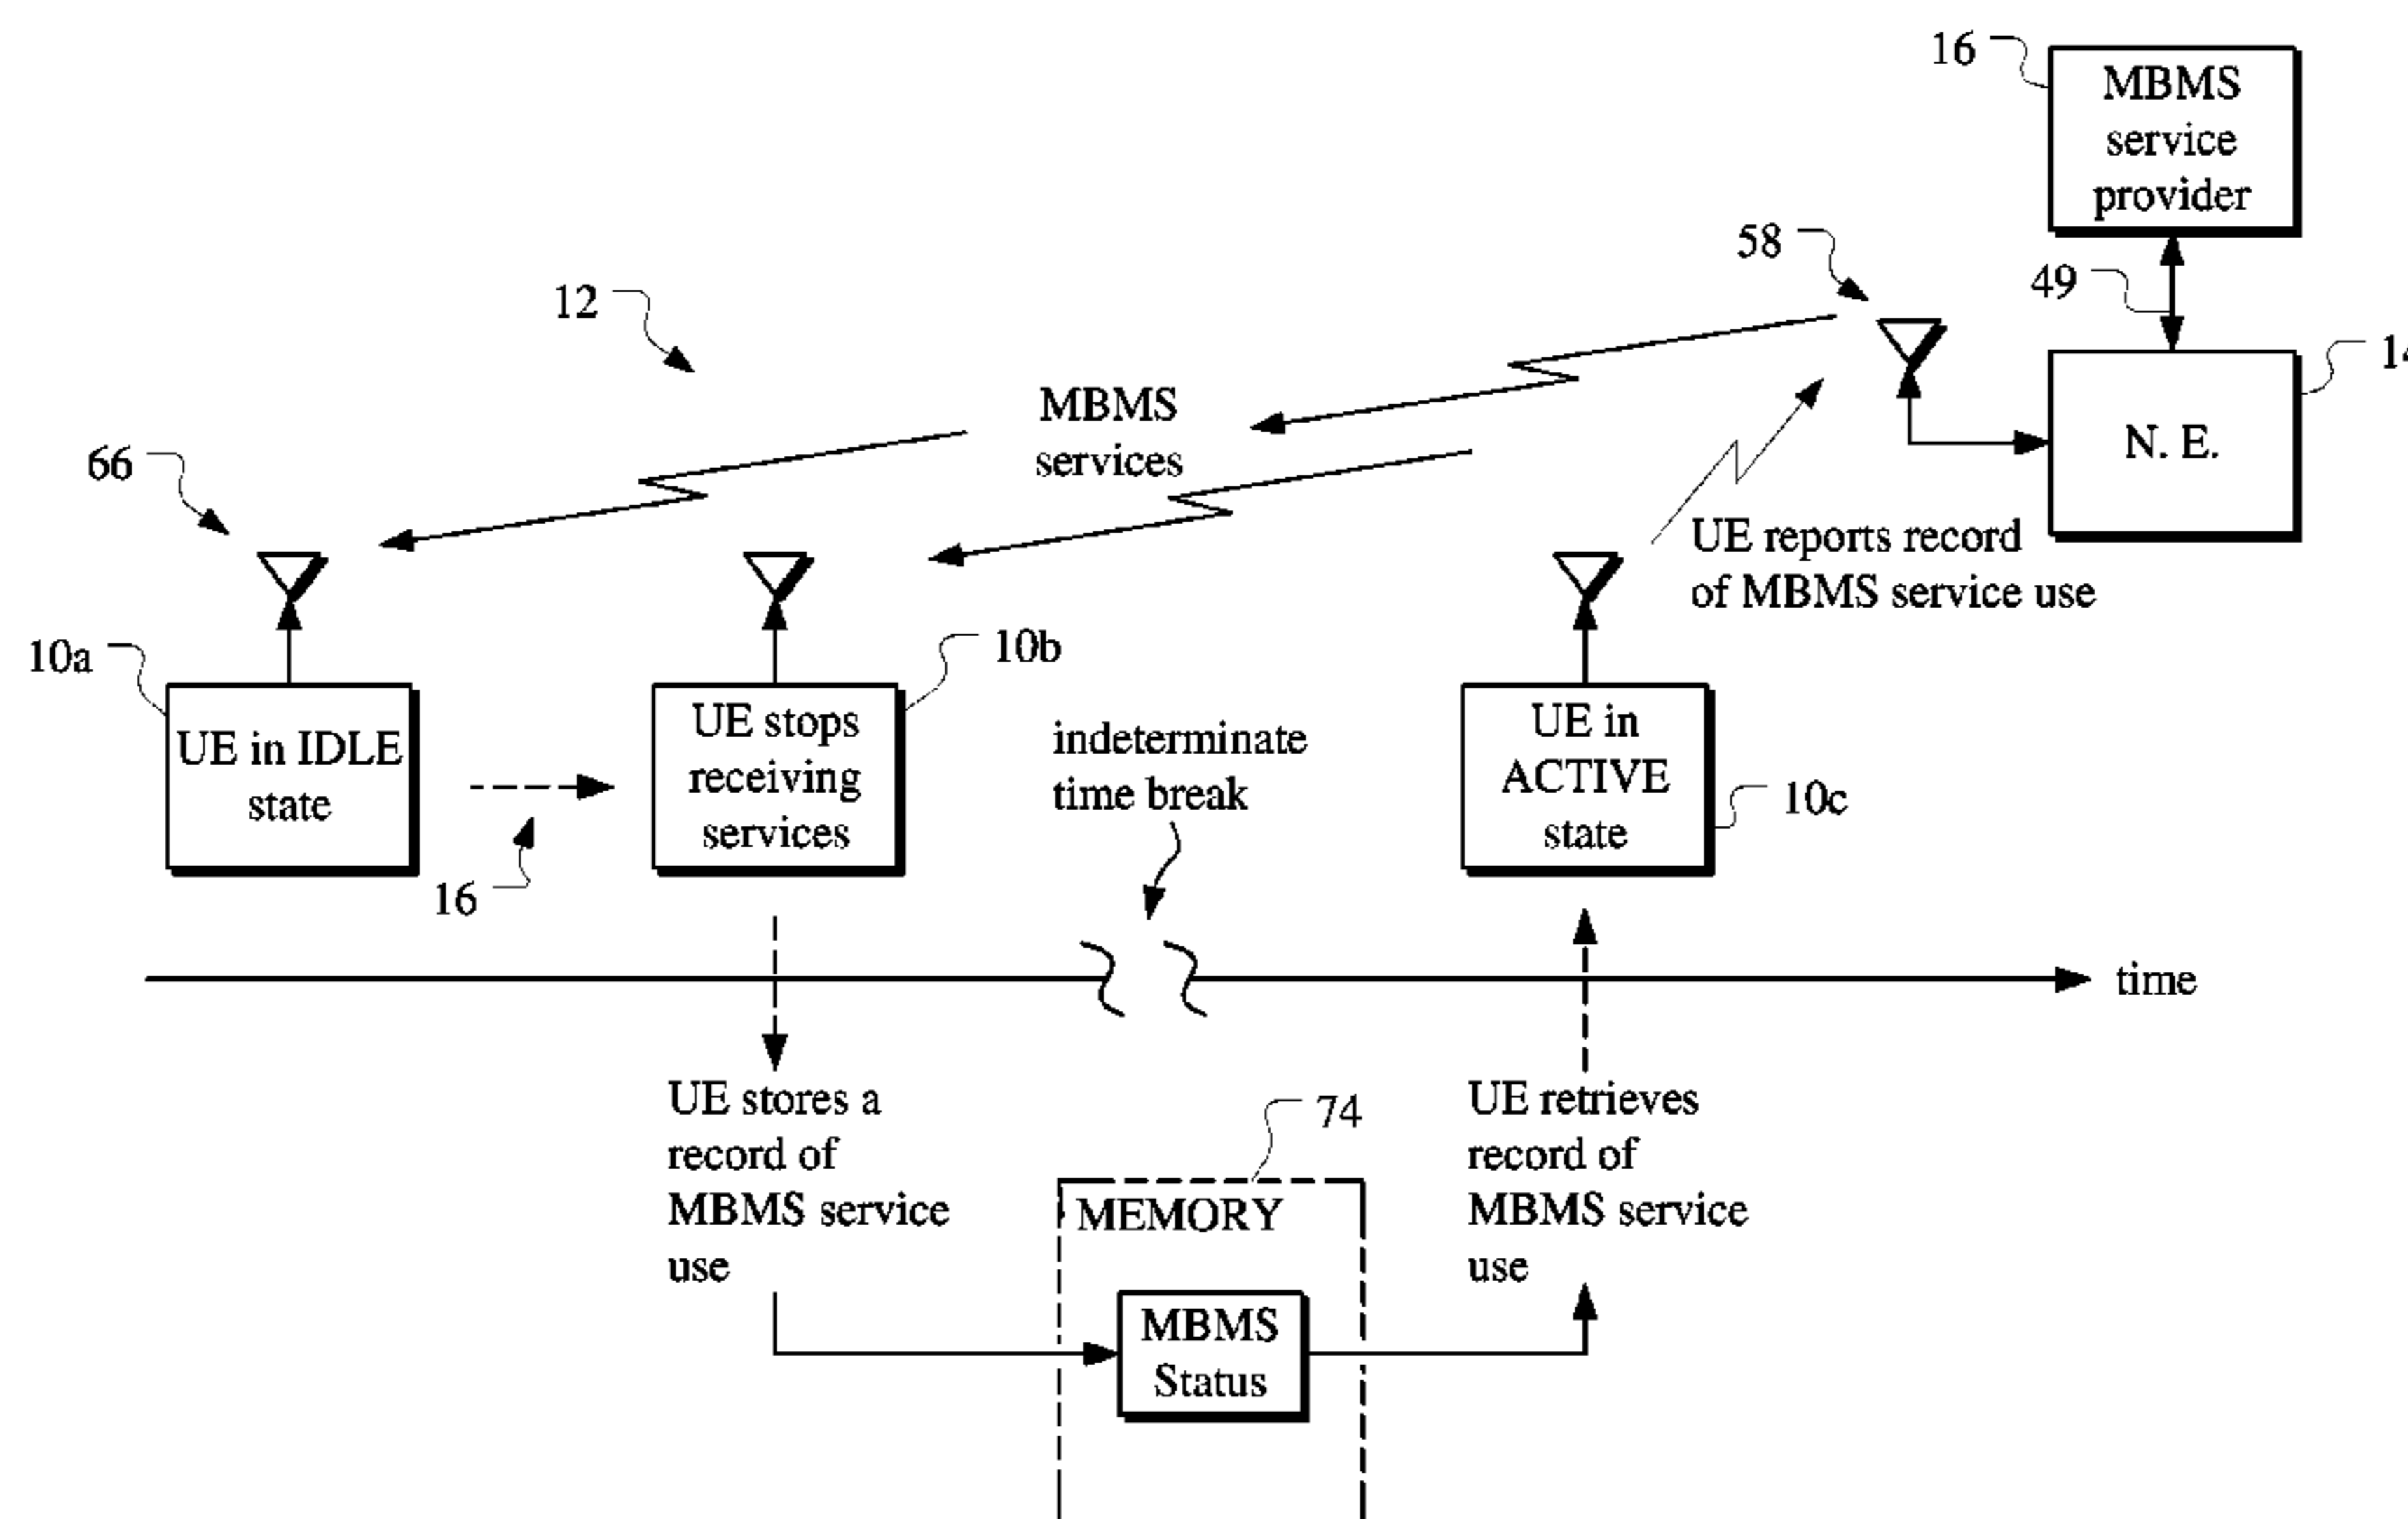 16
MBMS
service
provider
58
49
12
14
MBMS
services
N. E.
66
UE reports record
of MBMS service use
10a
10b
UE in IDLE
state
UE stops
receiving
services
indeterminate
time break
UE in
ACTIVE
state
10c
16
time
UE stores a
record of
MBMS service
use
74
MEMORY
UE retrieves
record of
MBMS service
use
MBMS
Status